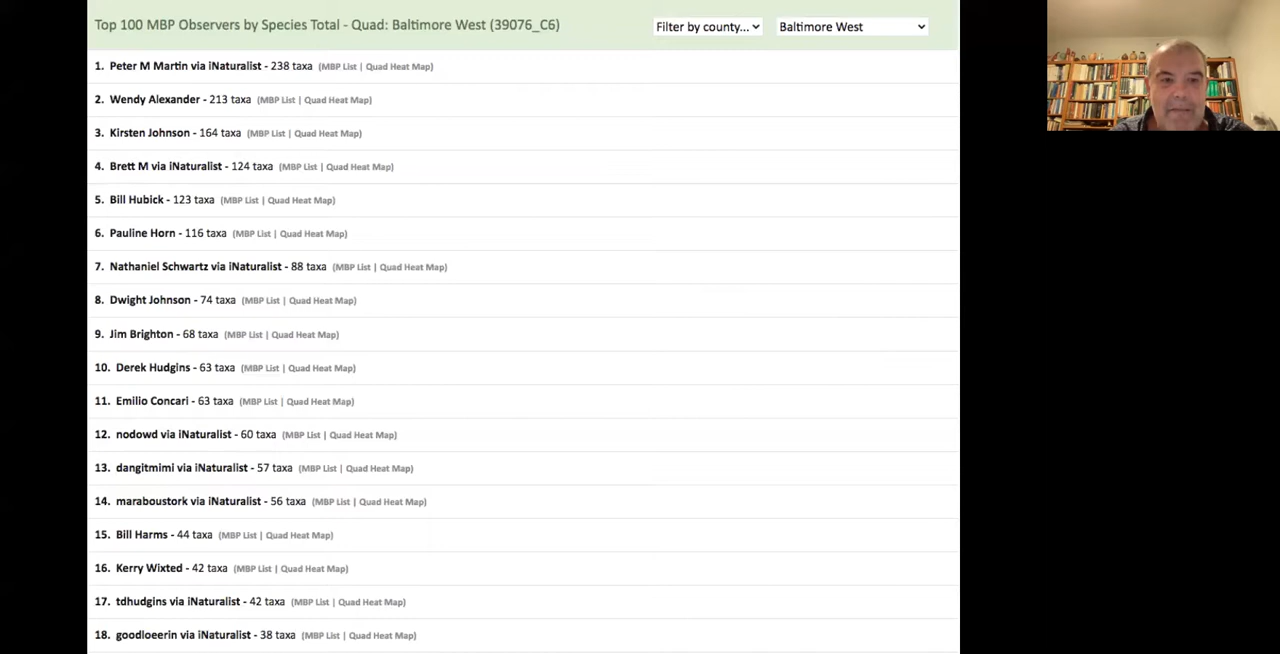 Top 100 MBP Observers by Species Total - Quad: Baltimore West (39076_C6)
Filter by county...
Baltimore West
1. Peter M Martin via iNaturalist - 238 taxa (MBP List | Quad Heat Map)
2. Wendy Alexander - 213 taxa (MBP List | Quad Heat Map)
3. Kirsten Johnson - 164 taxa (MBP List | Quad Heat Map)
4. Brett M via iNaturalist - 124 taxa (MBP List | Quad Heat Map)
5. Bill Hubick - 123 taxa (MBP List | Quad Heat Map)
6. Pauline Horn - 116 taxa (MBP List | Quad Heat Map)
7. Nathaniel Schwartz via iNaturalist - 88 taxa (MBP List | Quad Heat Map)
8. Dwight Johnson - 74 taxa (MBP List | Quad Heat Map)
9. Jim Brighton - 68 taxa (MBP List | Quad Heat Map)
10. Derek Hudgins - 63 taxa (MBP List | Quad Heat Map)
11. Emilio Concari - 63 taxa (MBP List | Quad Heat Map)
12. nodowd via iNaturalist - 60 taxa (MBP List | Quad Heat Map)
13. dangitmimi via iNaturalist - 57 taxa (MBP List | Quad Heat Map)
14. maraboustork via iNaturalist - 56 taxa (MBP List | Quad Heat Map)
15. Bill Harms - 44 taxa (MBP List | Quad Heat Map)
16. Kerry Wixted - 42 taxa (MBP List | Quad Heat Map)
17. tdhudgins via iNaturalist - 42 taxa (MBP List | Quad Heat Map)
18. goodloeerin via iNaturalist - 38 taxa (MBP List | Quad Heat Map)